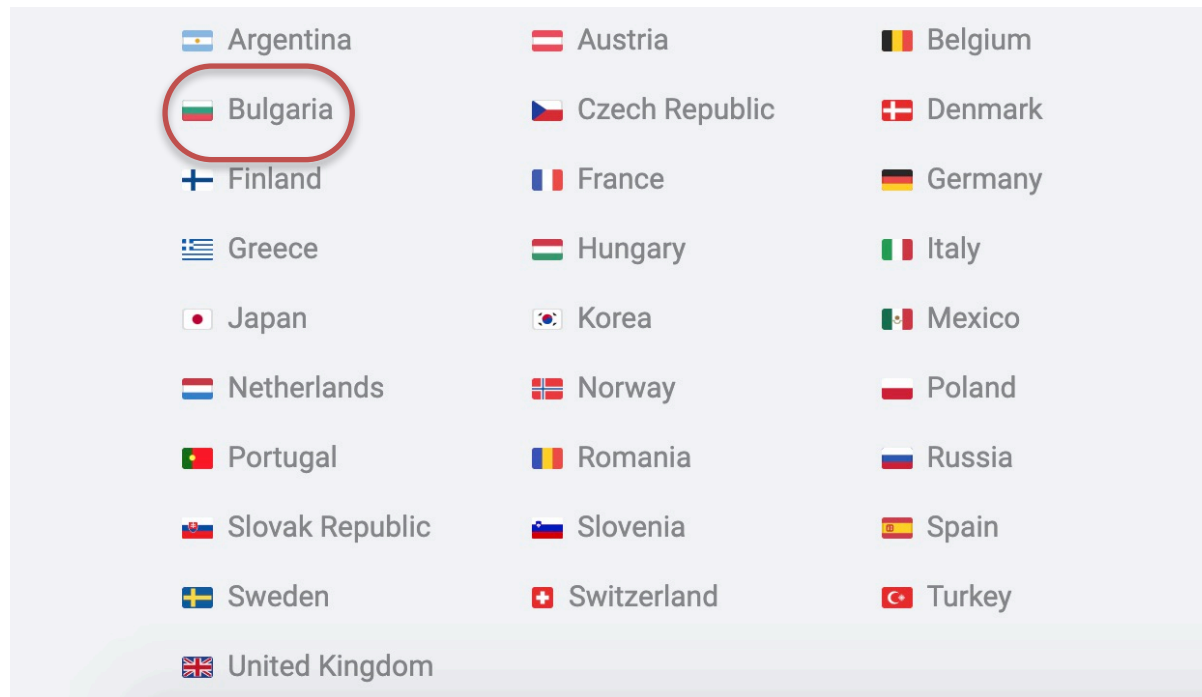 Argentina Austria Belgium
Bulgaria Czech Republic Denmark
Finland France Germany
Greece Hungary Italy
Japan Korea Mexico
Netherlands Norway Poland
Portugal Romania Russia
Slovak Republic Slovenia Spain
Sweden Switzerland Turkey
United Kingdom